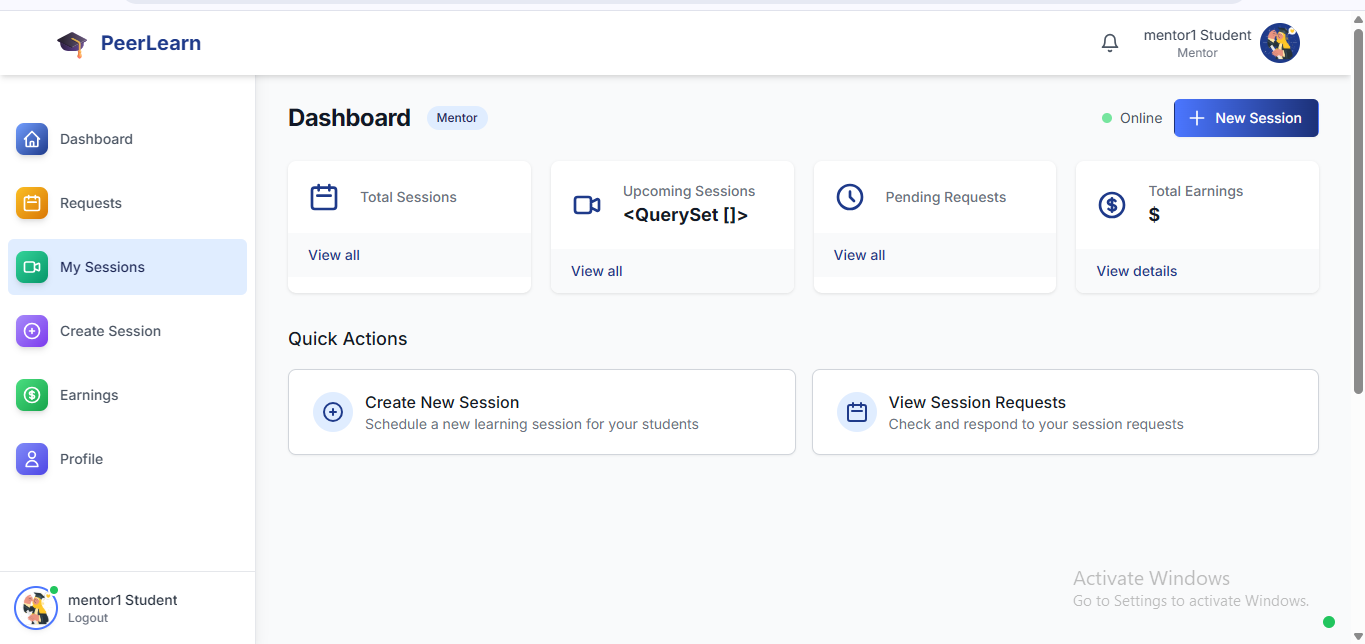 PeerLearn
mentor1 Student
Mentor
Dashboard
Requests
My Sessions
Create Session
Earnings
Profile
mentor1 Student
Logout
Dashboard
Mentor
Online
New Session
Total Sessions
View all
Upcoming Sessions
<QuerySet []>
View all
Pending Requests
View all
Total Earnings
$
View details
Quick Actions
Create New Session
Schedule a new learning session for your students
View Session Requests
Check and respond to your session requests
Activate Windows
Go to Settings to activate Windows.